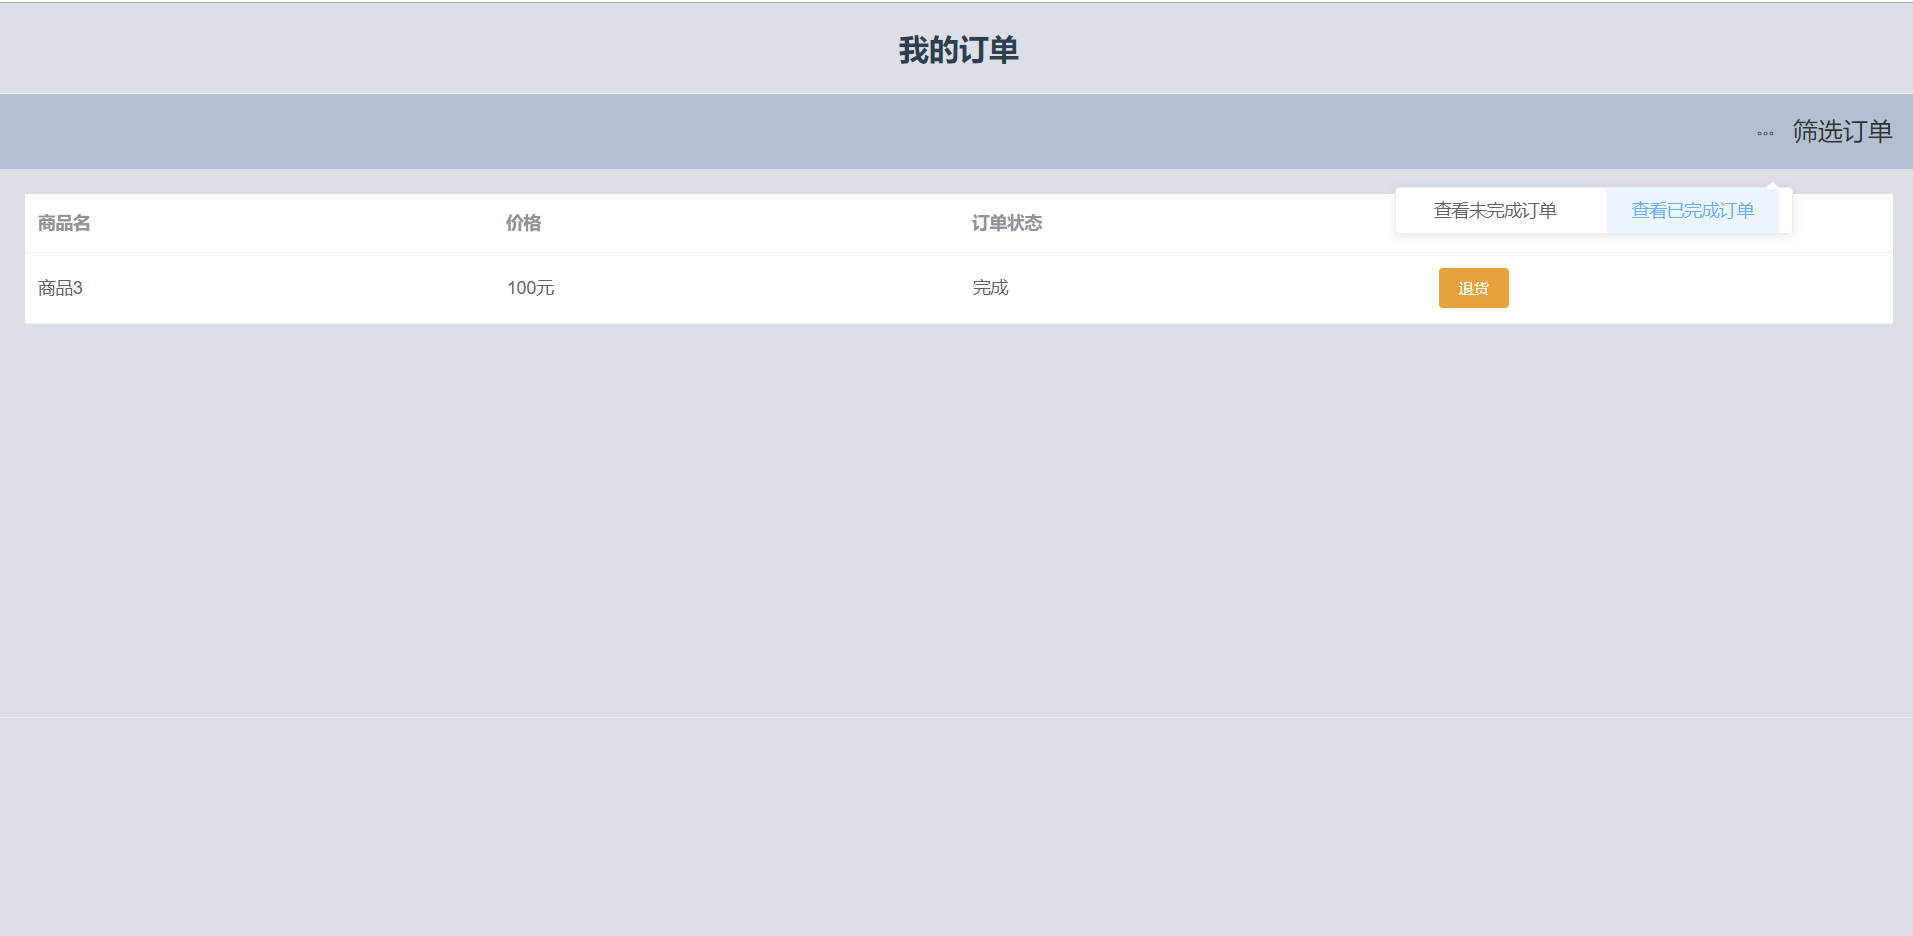 我的订单
筛选订单
查看未完成订单 查看已完成订单
商品名 价格 订单状态
商品3 100元 完成 退货